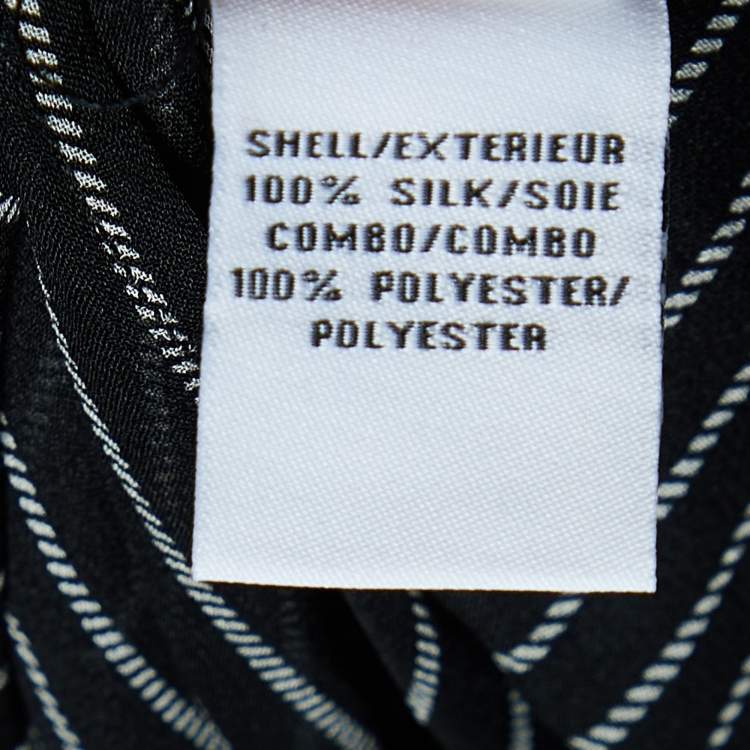 SHELL/EXTERIEUR
100% SILK/SOIE
COMBO/COMBO
100% POLYESTER/
POLYESTER